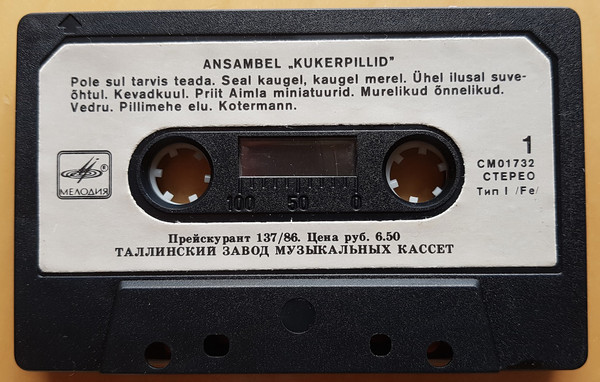 ANSAMBEL „KUKERPILLID"
Pole sul tarvis teada. Seal kaugel, kaugel merel. Ühel ilusal suve-
õhtul. Kevadkuul. Priit Aimla miniatuurid. Murelikud õnnelikud.
Vedru. Pillimehe elu. Kotermann.
1
СМ01732
СТЕРЕО
Тип I /Fe/
МЕЛОДИЯ
100 50 0
Прейскурант 137/86. Цена руб. 6.50
ТАЛЛИНСКИЙ ЗАВОД МУЗЫКАЛЬНЫХ КАССЕТ